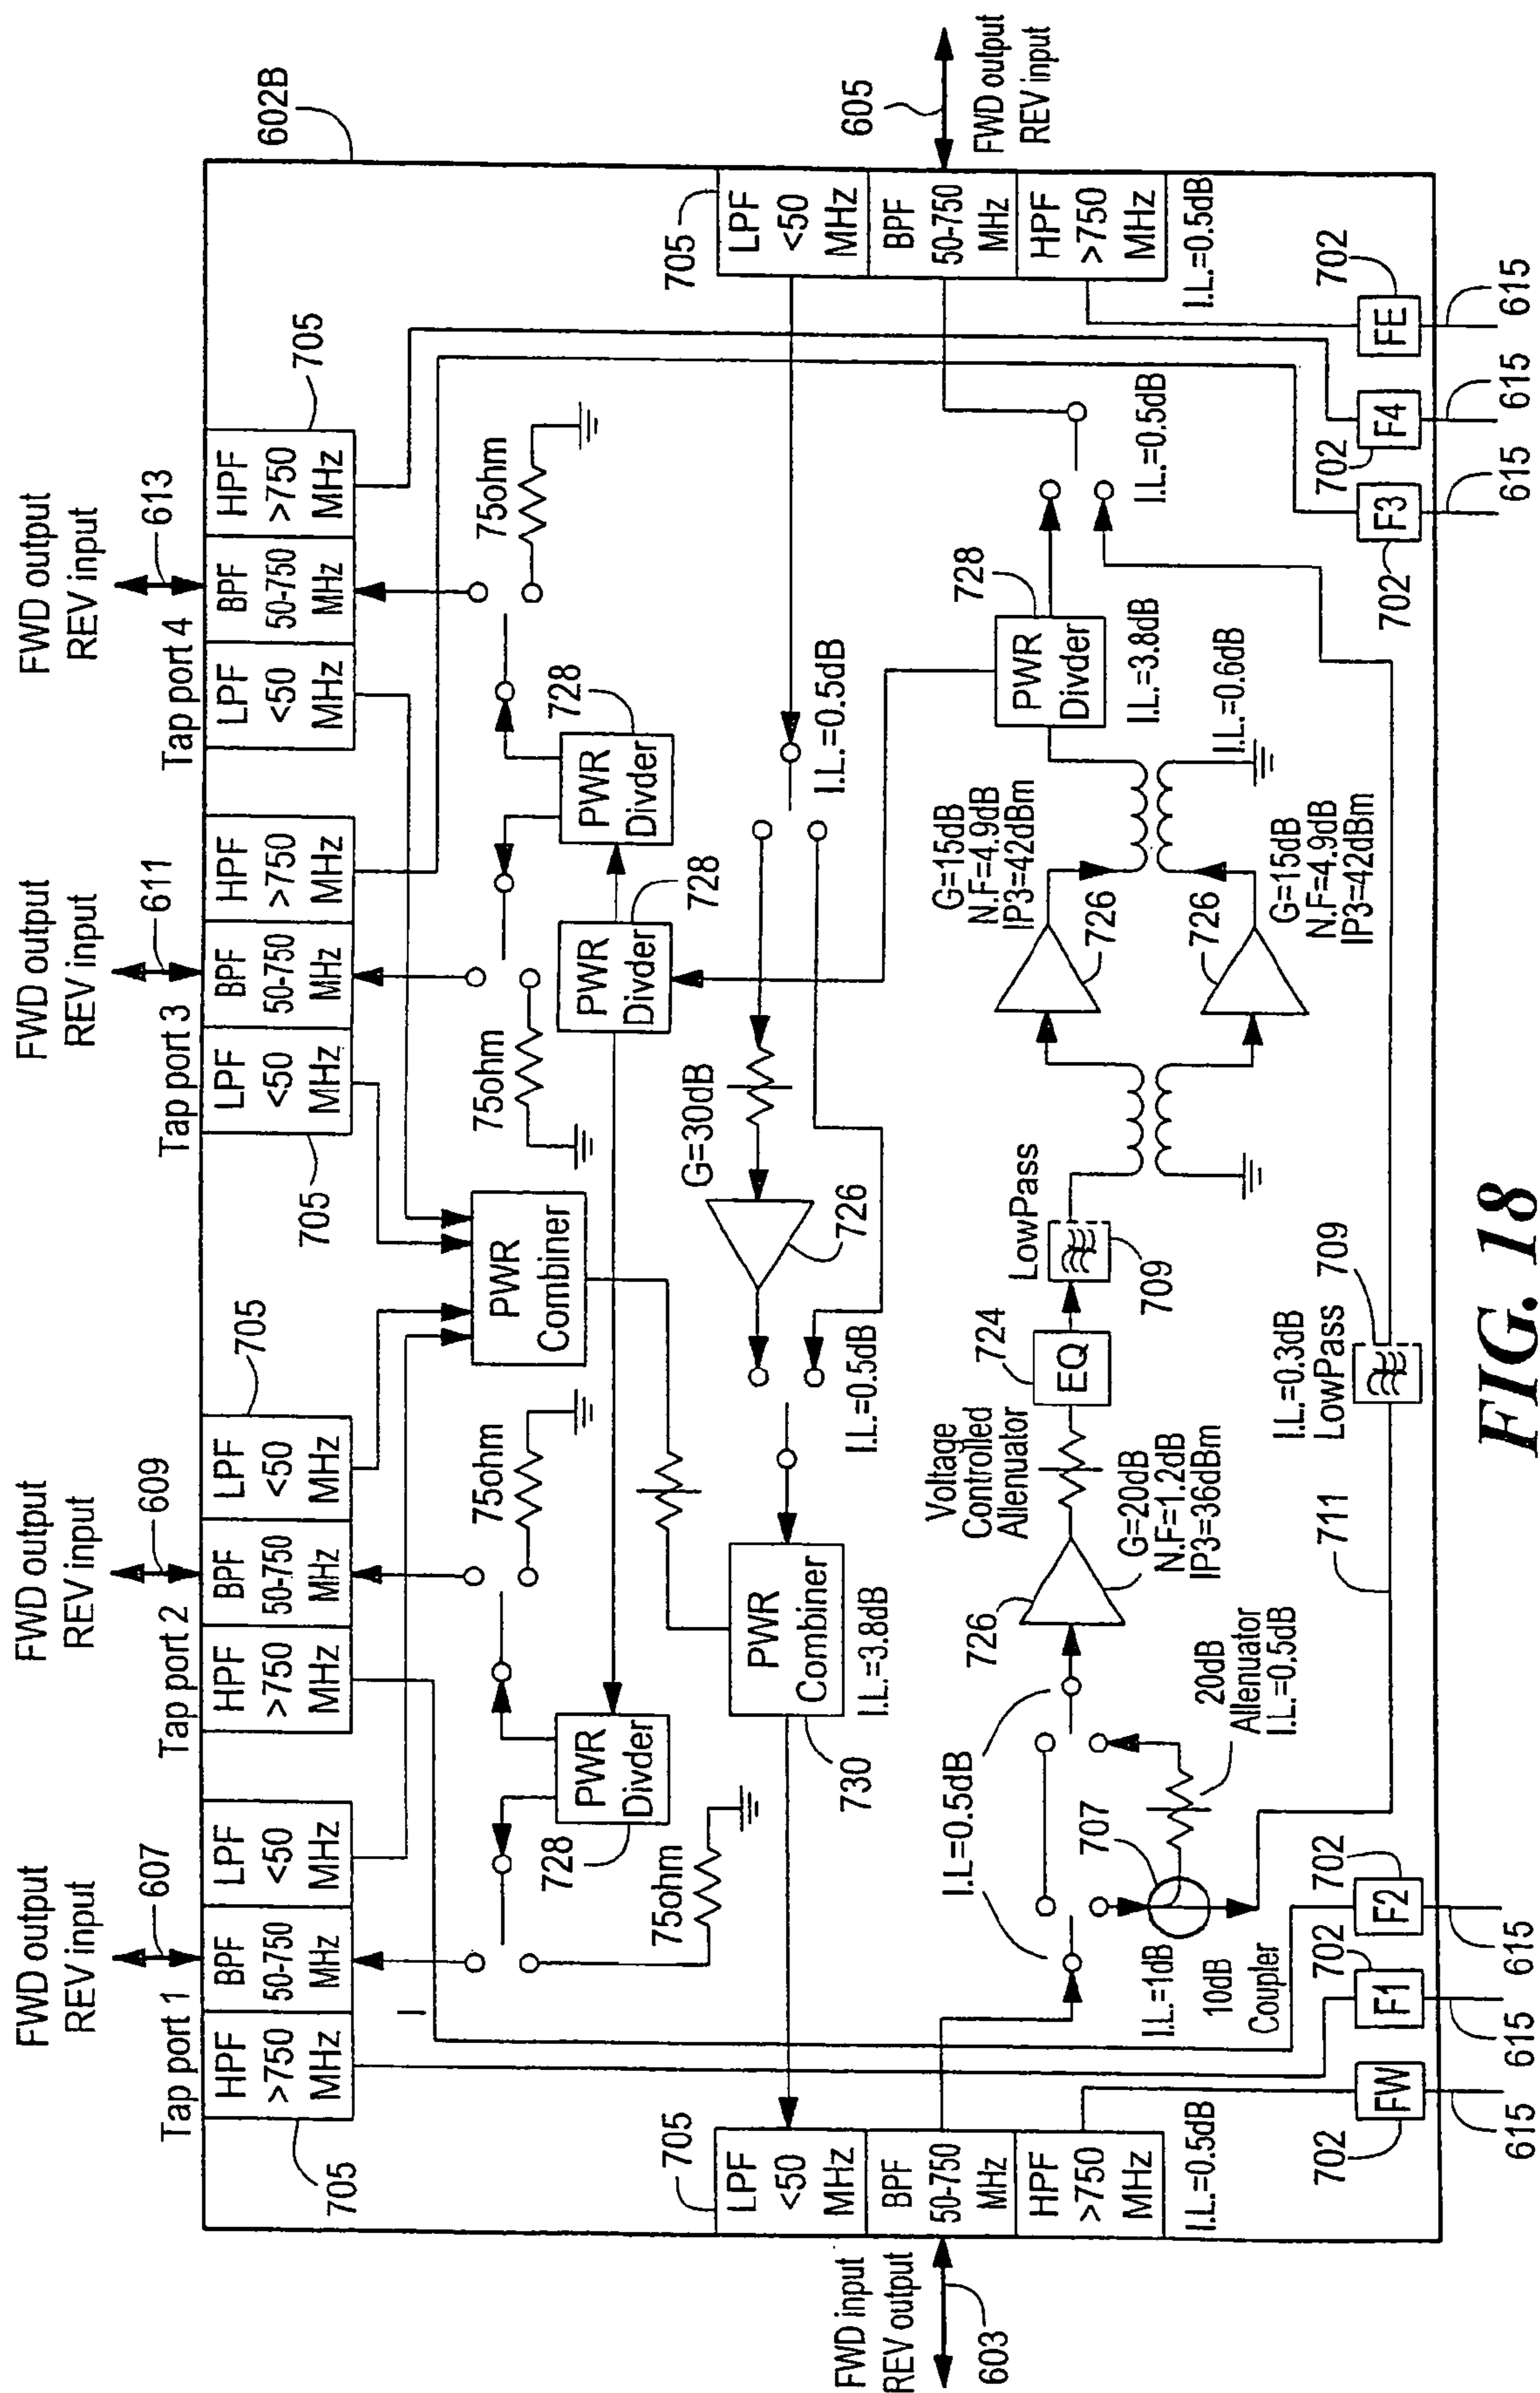 FWD output
REV input
607
Tap port 1
HPF
>750
MHz
BPF
50-750
MHz
LPF
<50
MHz
705
FWD output
REV input
609
Tap port 2
HPF
>750
MHz
BPF
50-750
MHz
LPF
<50
MHz
705
FWD output
REV input
611
Tap port 3
LPF
<50
MHz
BPF
50-750
MHz
HPF
>750
MHz
705
FWD output
REV input
613
Tap port 4
LPF
<50
MHz
BPF
50-750
MHz
HPF
>750
MHz
705
602B
75ohm
75ohm
75ohm
75ohm
PWR
Divder
728
PWR
Combiner
PWR
Divder
728
PWR
Divder
728
FWD input
REV output
603
705
LPF
<50
MHz
BPF
50-750
MHz
HPF
>750
MHz
I.L.=0.5dB
PWR
Combiner
730
I.L.=3.8dB
I.L.=0.5dB
G=30dB
726
I.L.=0.5dB
705
LPF
<50
MHz
BPF
50-750
MHz
HPF
>750
MHz
I.L.=0.5dB
605
FWD output
REV input
I.L=0.5dB
I.L.=1dB
10dB
Coupler
707
20dB
Allenuator
I.L.=0.5dB
726
G=20dB
N.F=1.2dB
IP3=36dBm
Voltage
Controlled
Allenuator
724
EQ
LowPass
709
G=15dB
N.F=4.9dB
IP3=42dBm
726
726
G=15dB
N.F=4.9dB
IP3=42dBm
I.L.=0.6dB
PWR
Divder
728
I.L.=3.8dB
I.L.=0.5dB
711
I.L.=0.3dB
LowPass
709
702
FW
615
702
F1
615
702
F2
615
702
F3
615
702
F4
615
702
FE
615
FIG. 18